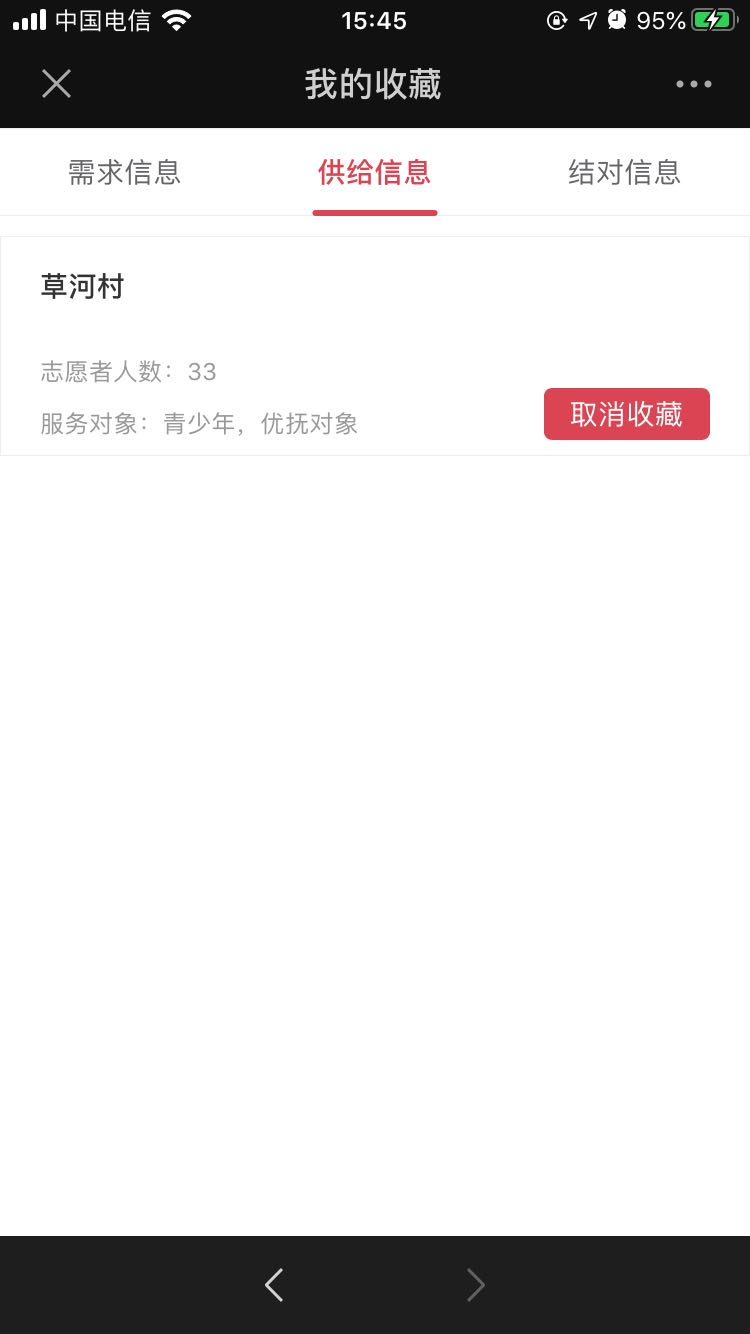 中国电信 15:45 95%
我的收藏
需求信息 供给信息 结对信息
草河村
志愿者人数：33
服务对象：青少年，优抚对象
取消收藏